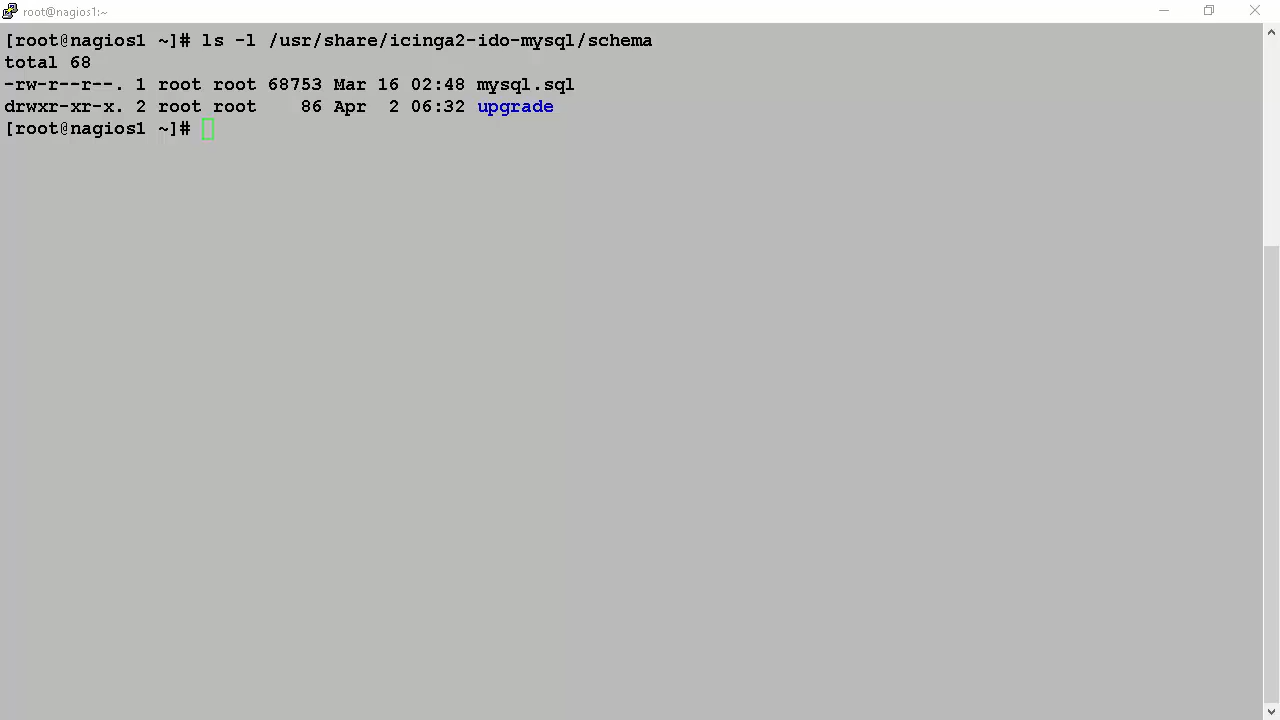 root@nagios1:~
[root@nagios1 ~]# ls -l /usr/share/icinga2-ido-mysql/schema
total 68
-rw-r--r--. 1 root root 68753 Mar 16 02:48 mysql.sql
drwxr-xr-x. 2 root root    86 Apr  2 06:32 upgrade
[root@nagios1 ~]#